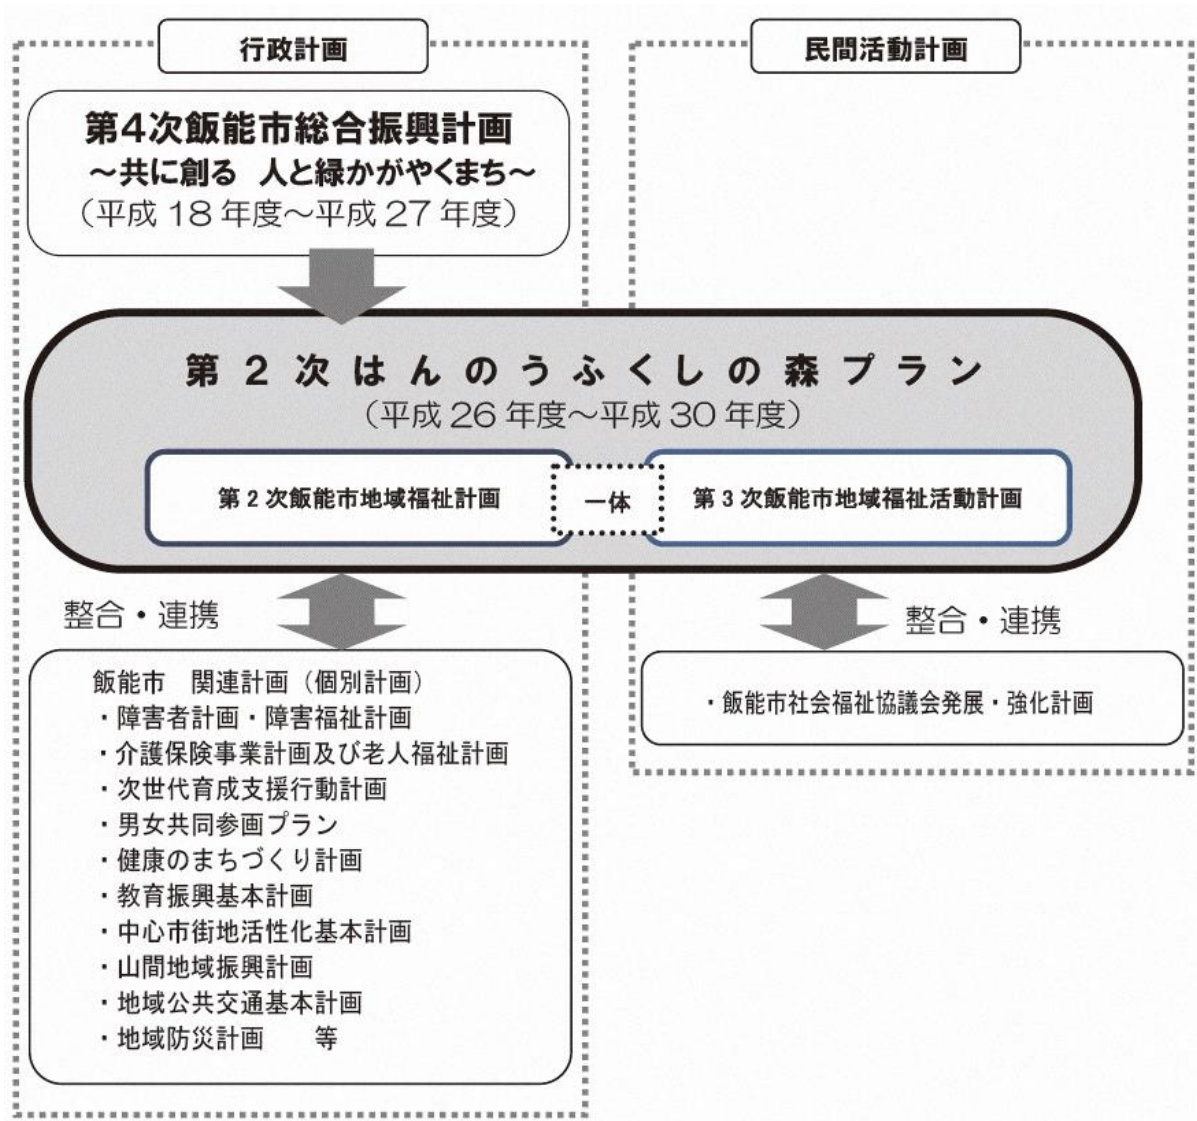 行政計画
民間活動計画
第4次飯能市総合振興計画
～共に創る　人と緑かがやくまち～
（平成 18 年度～平成 27 年度）
第２次はんのうふくしの森プラン
（平成 26 年度～平成 30 年度）
第２次飯能市地域福祉計画
一体
第３次飯能市地域福祉活動計画
整合・連携
整合・連携
飯能市　関連計画（個別計画）
・障害者計画・障害福祉計画
・介護保険事業計画及び老人福祉計画
・次世代育成支援行動計画
・男女共同参画プラン
・健康のまちづくり計画
・教育振興基本計画
・中心市街地活性化基本計画
・山間地域振興計画
・地域公共交通基本計画
・地域防災計画　　等
・飯能市社会福祉協議会発展・強化計画